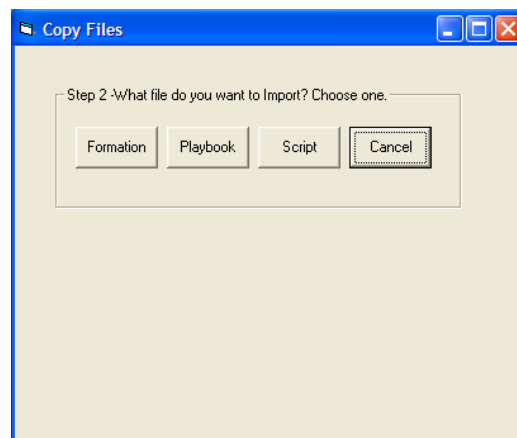 Copy Files
Step 2 -What file do you want to Import? Choose one.
Formation Playbook Script Cancel